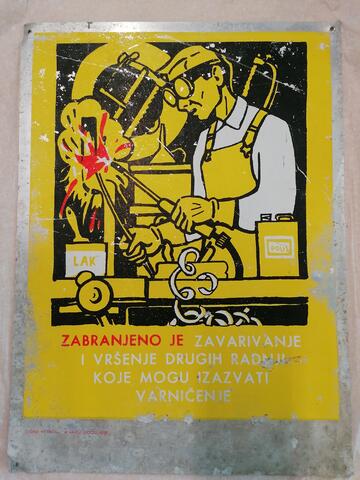 LAK
ZABRANJENO JE ZAVARIVANJE
I VRŠENJE DRUGIH RADNJI
KOJE MOGU IZAZVATI
VARNIČENJE